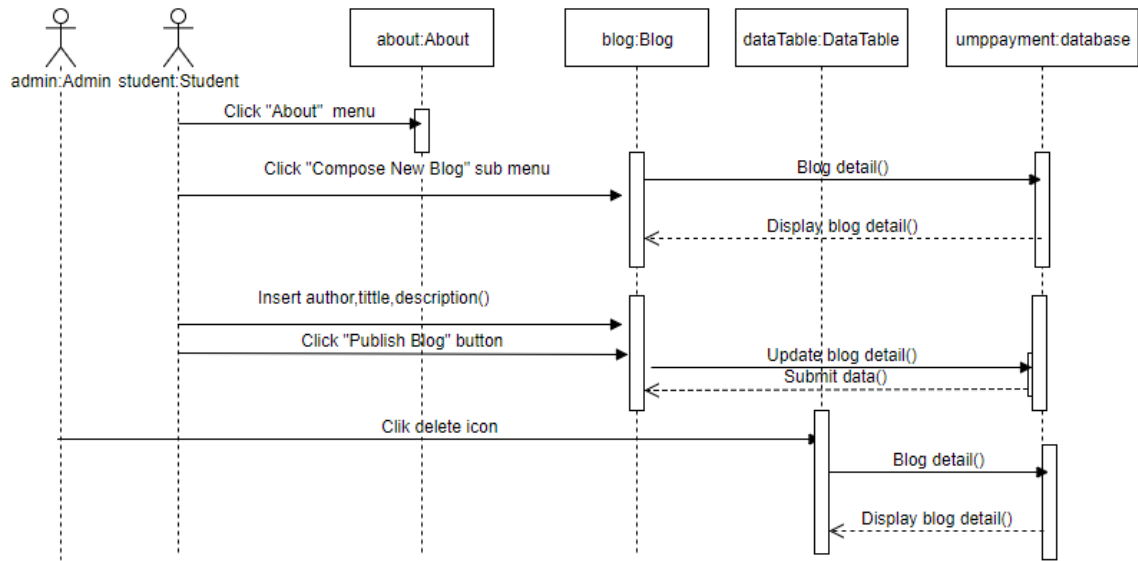 about:About
blog:Blog
dataTable:DataTable
umppayment:database
admin:Admin
student:Student
Click "About" menu
Click "Compose New Blog" sub menu
Blog detail()
Display blog detail()
Insert author,tittle,description()
Click "Publish Blog" button
Update blog detail()
Submit data()
Clik delete icon
Blog detail()
Display blog detail()